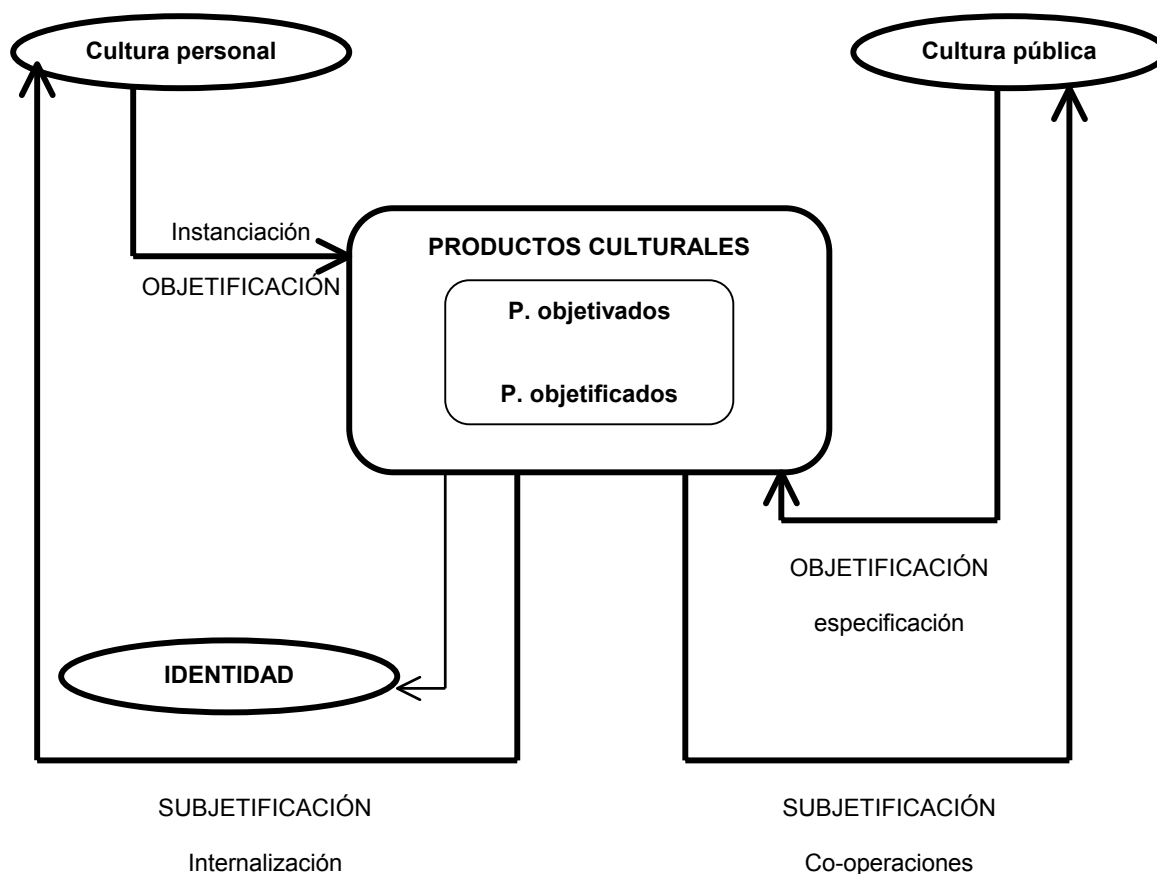 Cultura personal
Cultura pública
Instanciación
OBJETIFICACIÓN
PRODUCTOS CULTURALES
P. objetivados
P. objetificados
OBJETIFICACIÓN
especificación
IDENTIDAD
SUBJETIFICACIÓN
Internalización
SUBJETIFICACIÓN
Co-operaciones